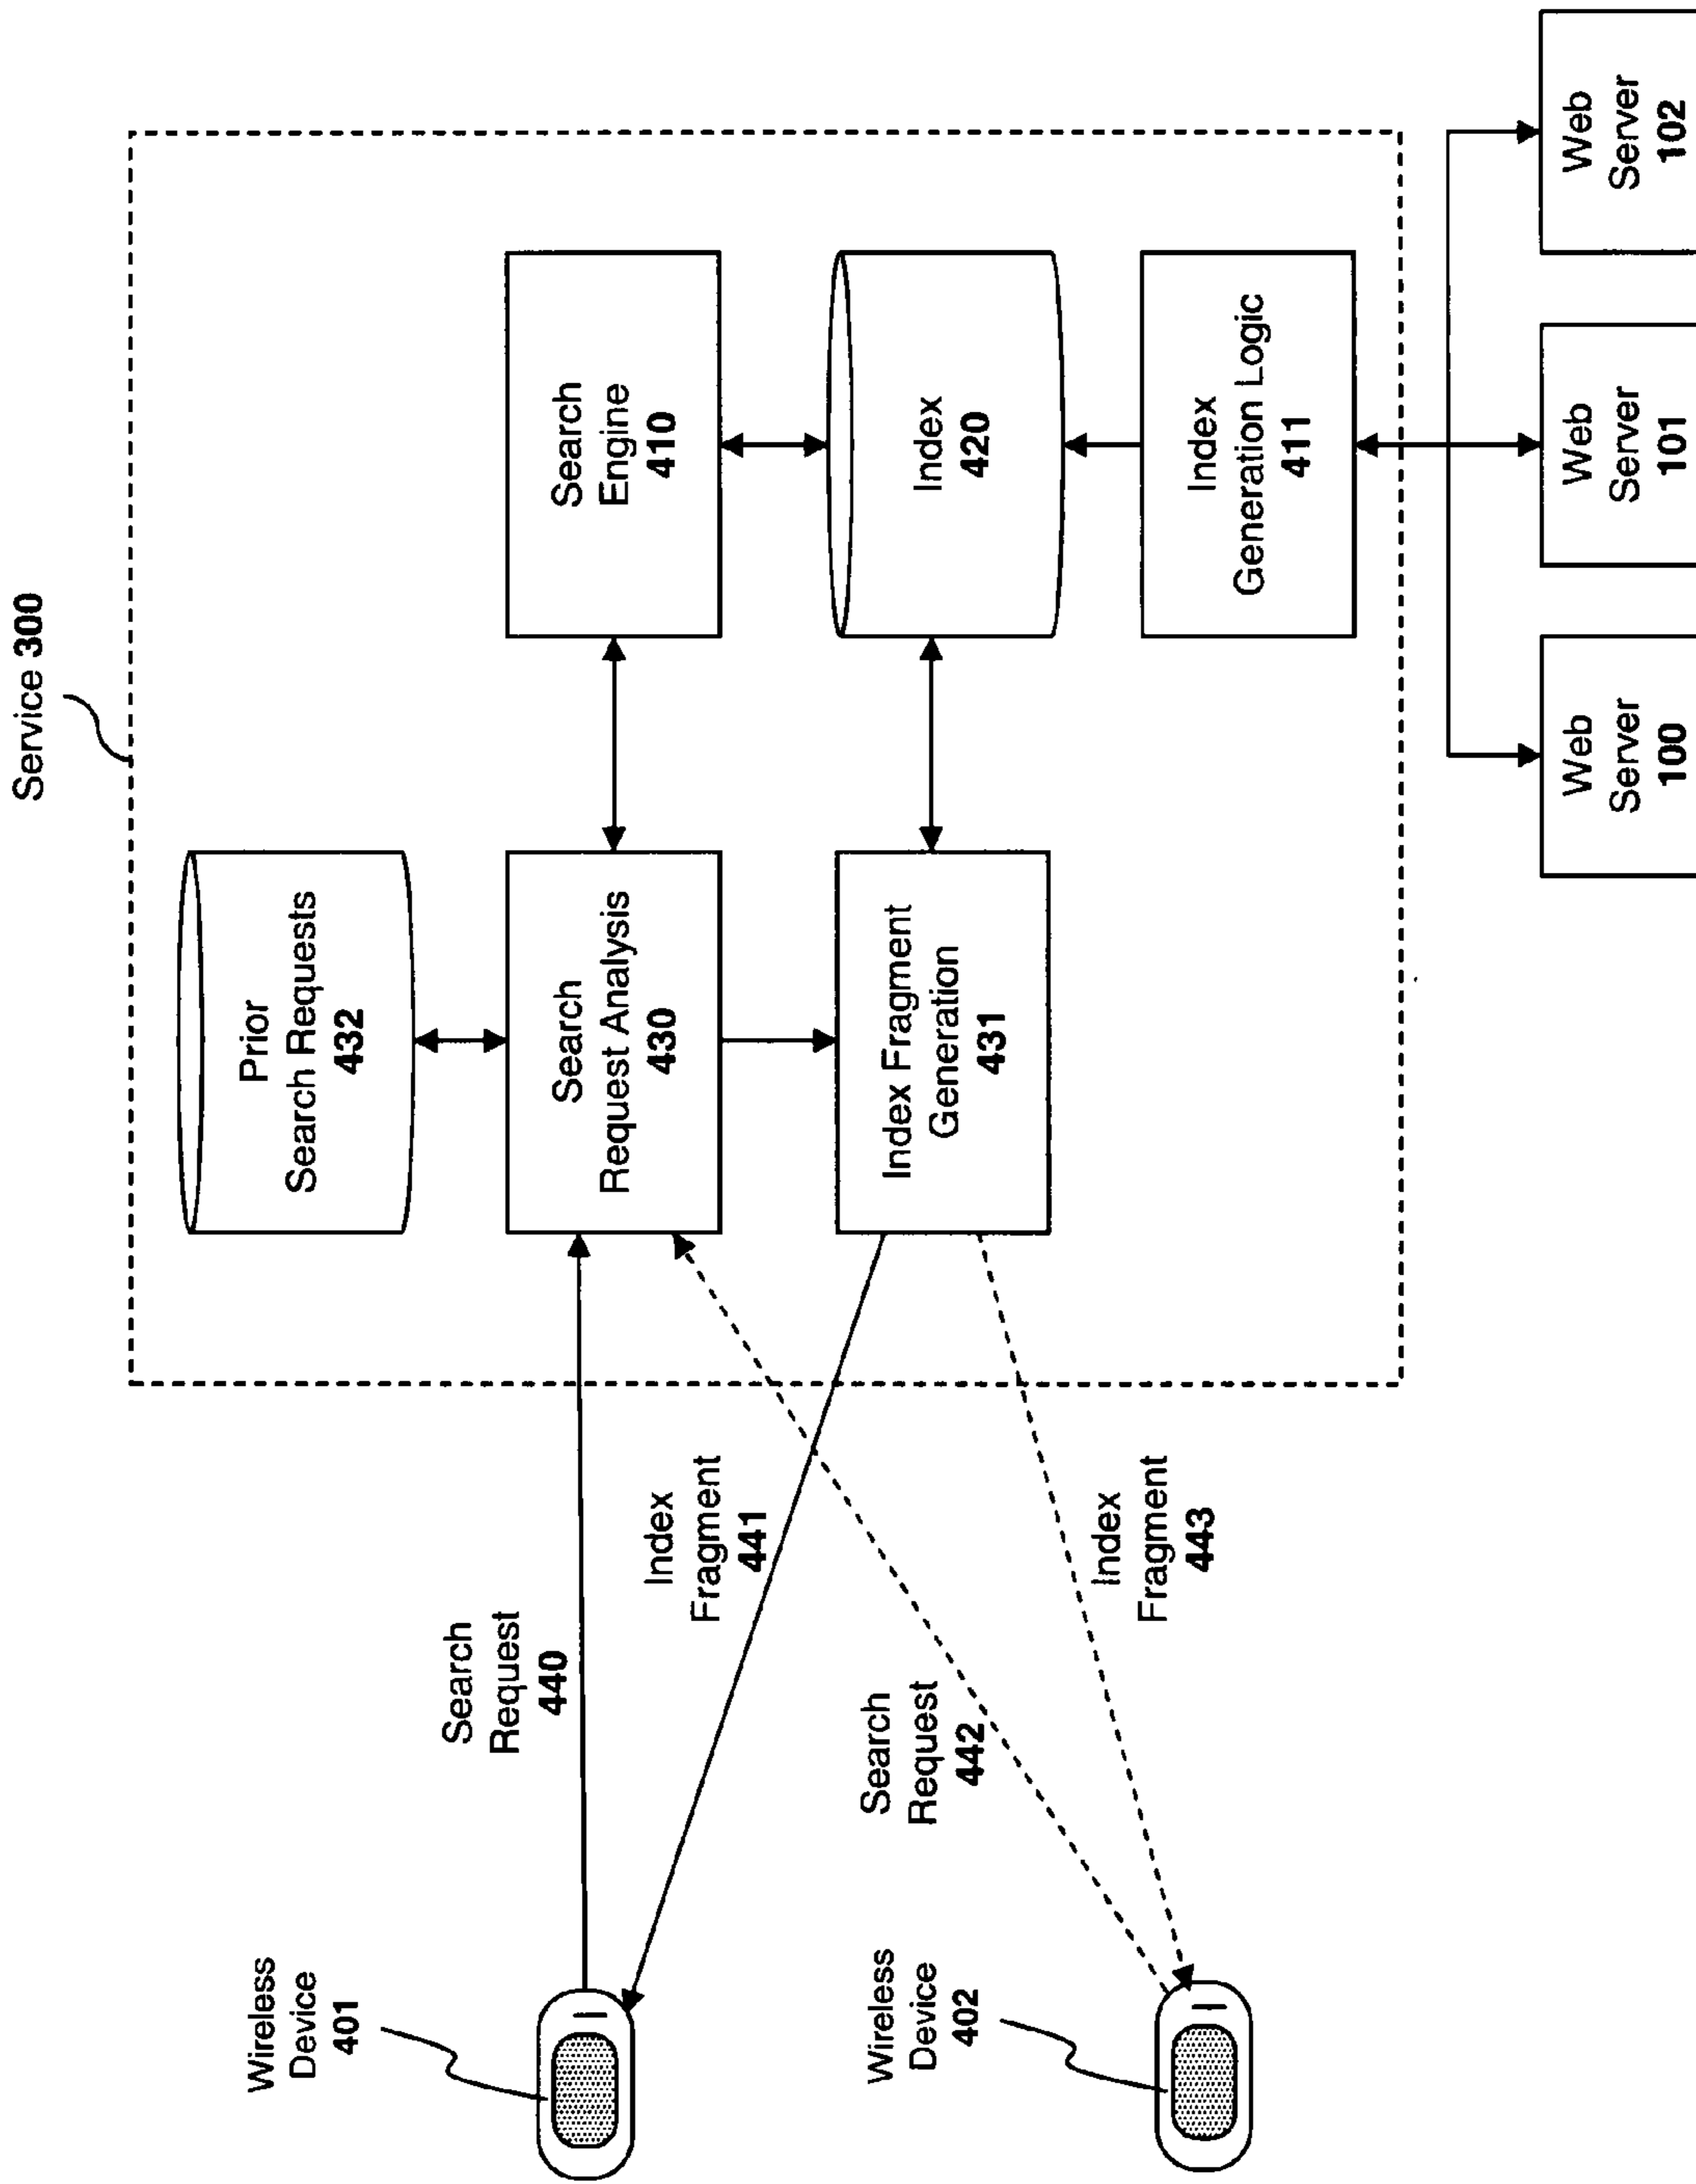 Service 300
Prior
Search Requests
432
Search
Request Analysis
430
Search
Engine
410
Index Fragment
Generation
431
Index
420
Index
Generation Logic
411
Wireless
Device
401
Search
Request
440
Index
Fragment
441
Wireless
Device
402
Search
Request
442
Index
Fragment
443
Web
Server
100
Web
Server
101
Web
Server
102